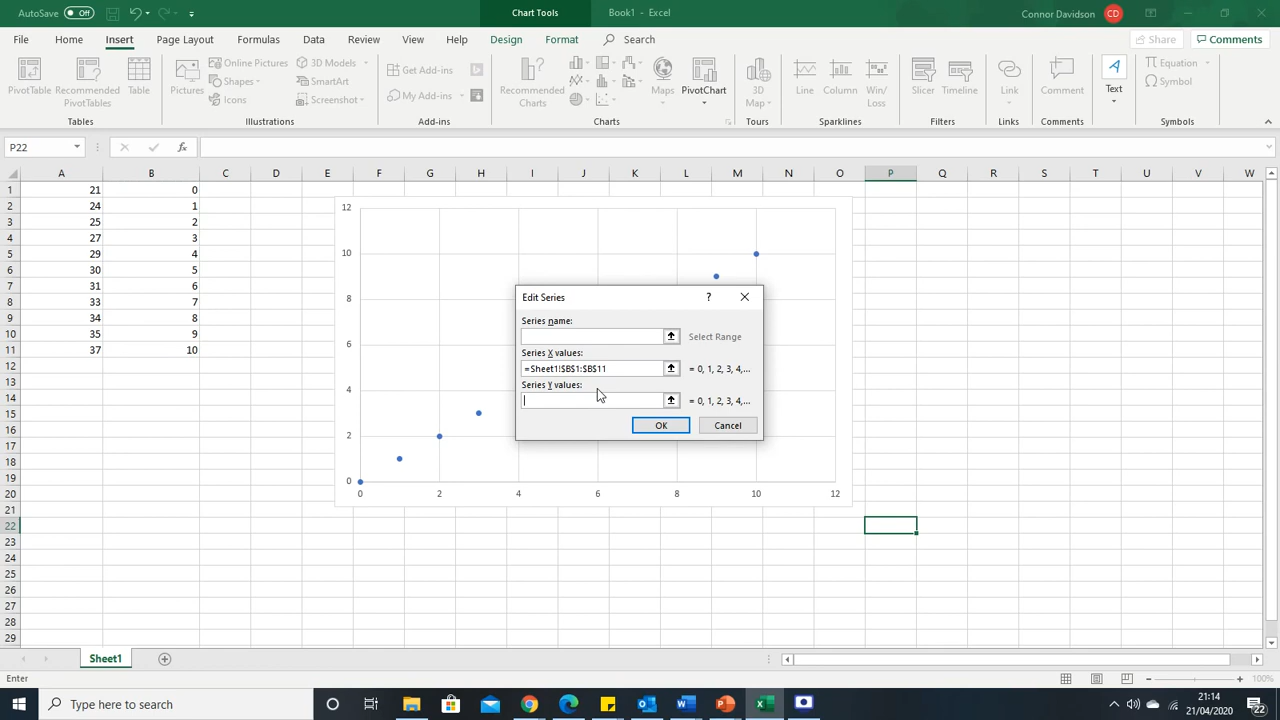 AutoSave Off Chart Tools Book1 - Excel Connor Davidson CD
File Home Insert Page Layout Formulas Data Review View Help Design Format Search Share Comments
PivotTable Recommended PivotTables Table Pictures Online Pictures Shapes Icons 3D Models SmartArt Screenshot Get Add-ins My Add-ins Recommended Charts Maps PivotChart 3D Map Line Column Win/Loss Slicer Timeline Link Comment Text Equation Symbol
Tables Illustrations Add-ins Charts Tours Sparklines Filters Links Comments Symbols
P22 fx
A B C D E F G H I J K L M N O P Q R S T U V W
1 21 0
2 24 1
3 25 2
4 27 3
5 29 4
6 30 5
7 31 6
8 33 7
9 34 8
10 35 9
11 37 10
12
13
14
15
16
17
18
19
20
21
22
23
24
25
26
27
28
29
12
10
8
6
4
2
0
0 2 4 6 8 10 12
Edit Series ? X
Series name:
Select Range
Series X values:
=Sheet1!$B$1:$B$11 = 0, 1, 2, 3, 4,...
Series Y values:
= 0, 1, 2, 3, 4,...
OK Cancel
Sheet1
Enter 100%
Type here to search
21:14
21/04/2020
22